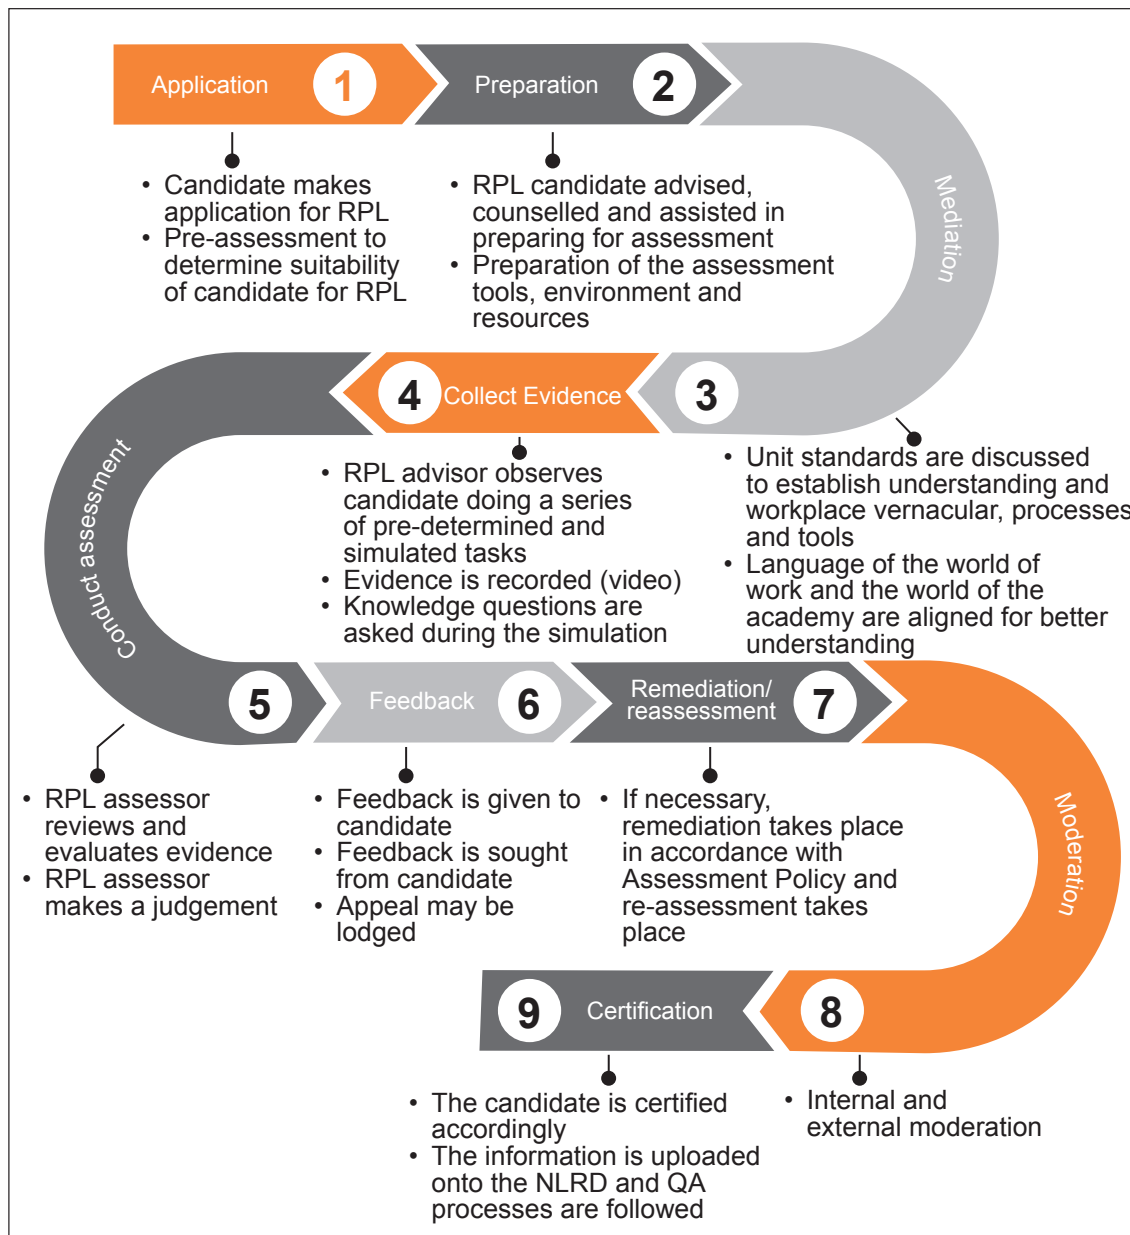 Application 1
Preparation 2
Mediation
• Candidate makes
application for RPL
• Pre-assessment to
determine suitability
of candidate for RPL
• RPL candidate advised,
counselled and assisted in
preparing for assessment
• Preparation of the assessment
tools, environment and
resources
3
• Unit standards are discussed
to establish understanding and
workplace vernacular, processes
and tools
• Language of the world of
work and the world of the
academy are aligned for better
understanding
4 Collect Evidence
• RPL advisor observes
candidate doing a series
of pre-determined and
simulated tasks
• Evidence is recorded (video)
• Knowledge questions are
asked during the simulation
Conduct assessment
5
• RPL assessor
reviews and
evaluates evidence
• RPL assessor
makes a judgement
Feedback 6
• Feedback is given to
candidate
• Feedback is sought
from candidate
• Appeal may be
lodged
Remediation/
reassessment 7
• If necessary,
remediation takes place
in accordance with
Assessment Policy and
re-assessment takes
place
Moderation
8
• Internal and
external moderation
9 Certification
• The candidate is certified
accordingly
• The information is uploaded
onto the NLRD and QA
processes are followed